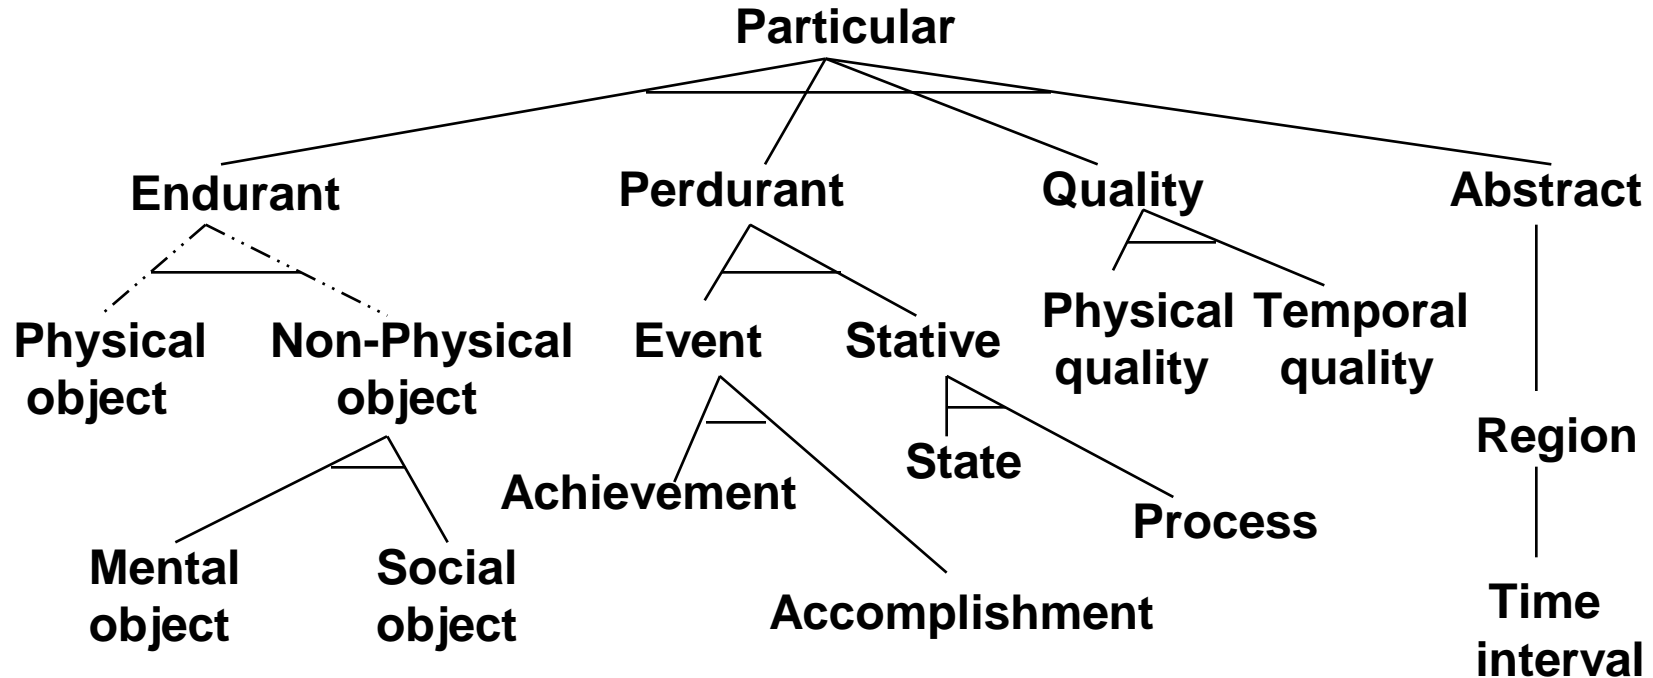 Particular
Endurant
Perdurant
Quality
Abstract
Physical
object
Non-Physical
object
Event
Stative
Physical
quality
Temporal
quality
Region
Achievement
State
Process
Mental
object
Social
object
Accomplishment
Time
interval